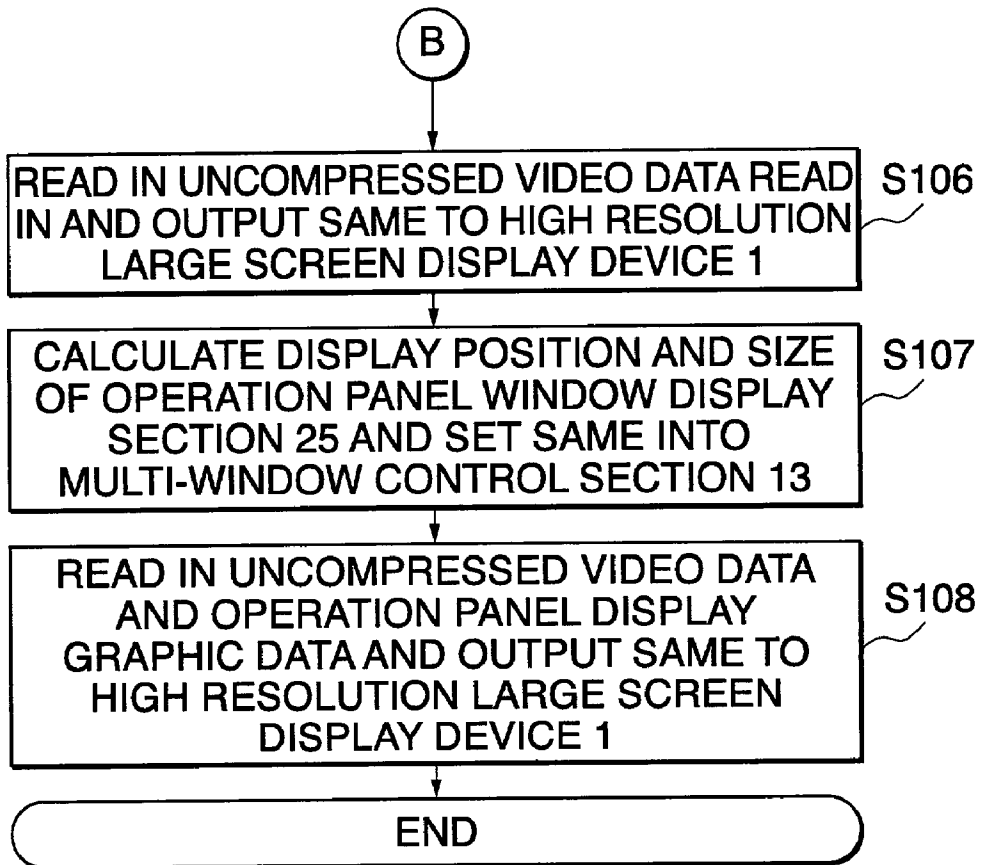 B
READ IN UNCOMPRESSED VIDEO DATA READ
IN AND OUTPUT SAME TO HIGH RESOLUTION
LARGE SCREEN DISPLAY DEVICE 1
S106
CALCULATE DISPLAY POSITION AND SIZE
OF OPERATION PANEL WINDOW DISPLAY
SECTION 25 AND SET SAME INTO
MULTI-WINDOW CONTROL SECTION 13
S107
READ IN UNCOMPRESSED VIDEO DATA
AND OPERATION PANEL DISPLAY
GRAPHIC DATA AND OUTPUT SAME TO
HIGH RESOLUTION LARGE SCREEN
DISPLAY DEVICE 1
S108
END